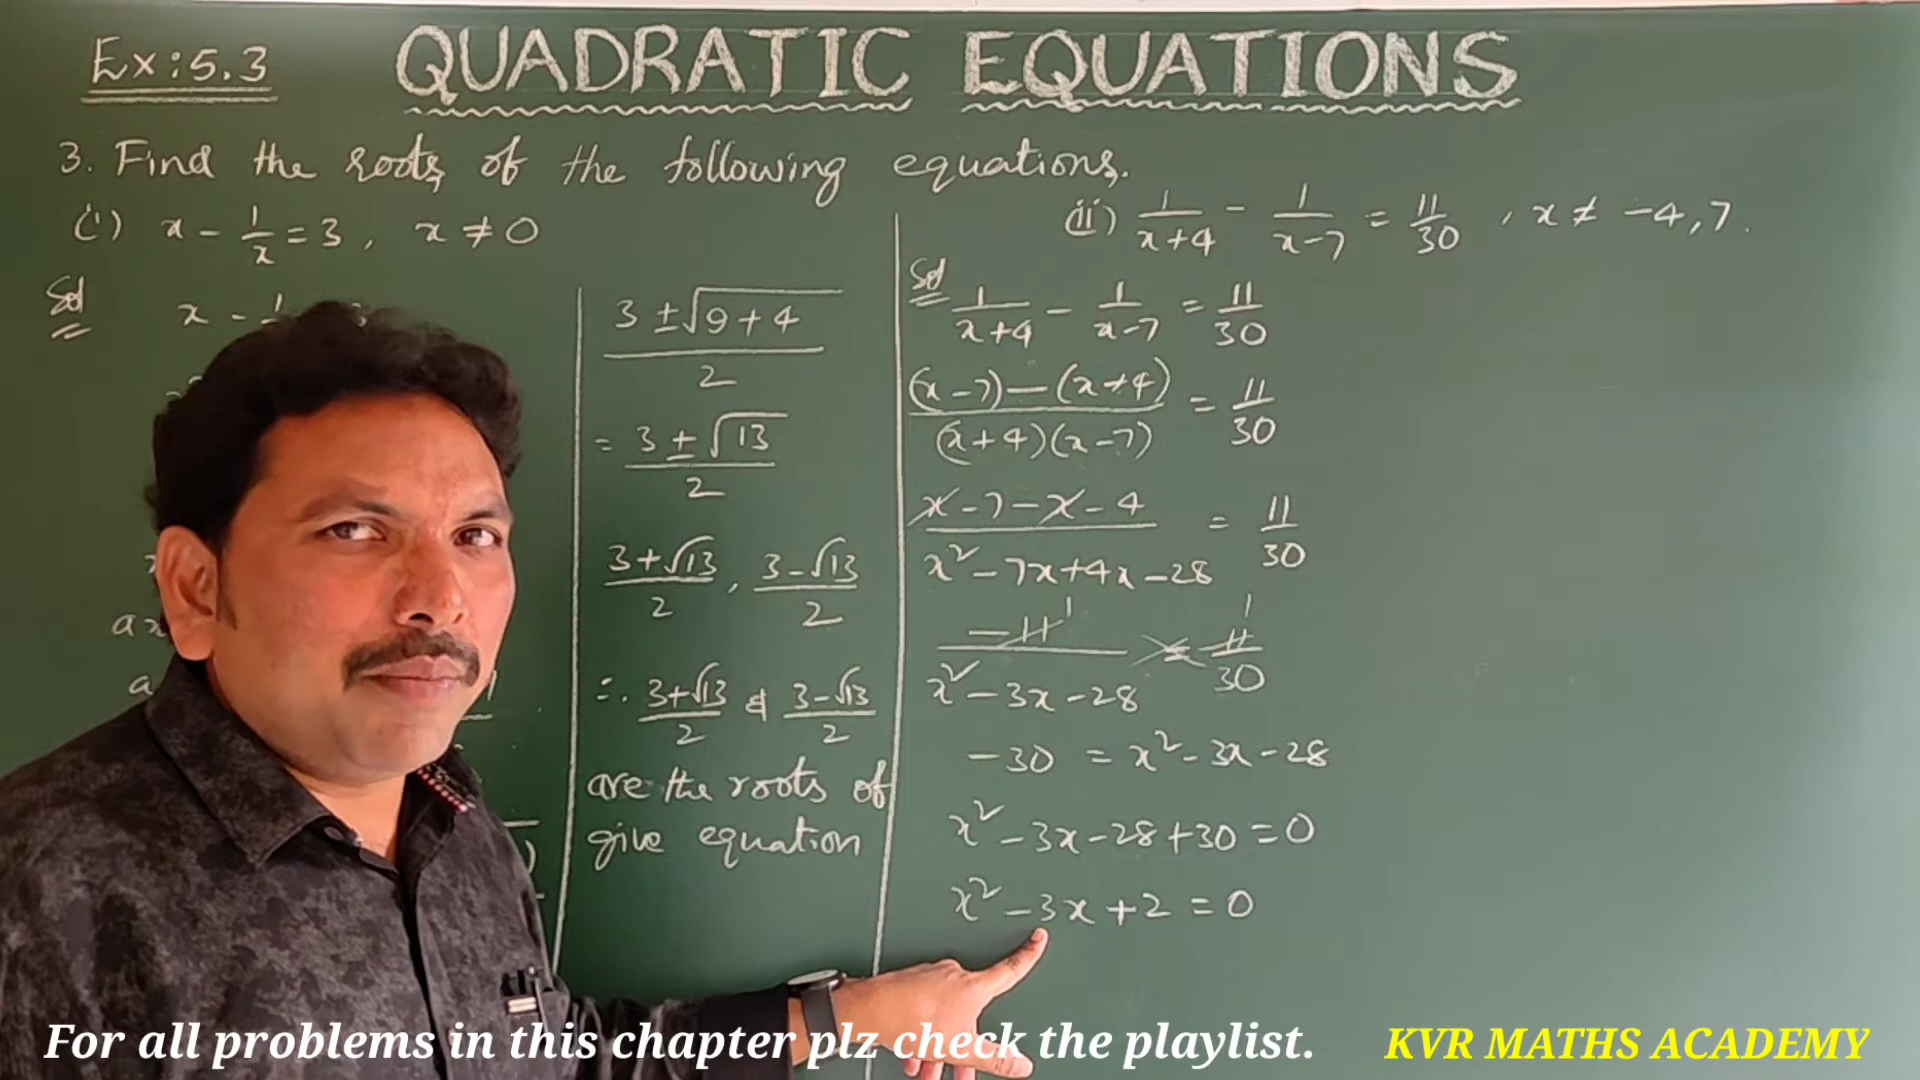 Ex:5.3 QUADRATIC EQUATIONS
3. Find the roots of the following equations.
(i) x - 1/x = 3, x ≠ 0
Sol
x - 1
3 ± √9 + 4 / 2
= 3 ± √13 / 2
3+√13 / 2 , 3-√13 / 2
∴ 3+√13 / 2 & 3-√13 / 2
are the roots of
give equation
(ii) 1/x+4 - 1/x-7 = 11/30 , x ≠ -4, 7.
Sol 1/x+4 - 1/x-7 = 11/30
(x-7) - (x+4) / (x+4)(x-7) = 11/30
x-7-x-4 / x²-7x+4x-28 = 11/30
-11 1 / x²-3x-28 = 11 1 / 30
-30 = x²-3x-28
x²-3x-28+30 = 0
x²-3x+2 = 0
For all problems in this chapter plz check the playlist. KVR MATHS ACADEMY